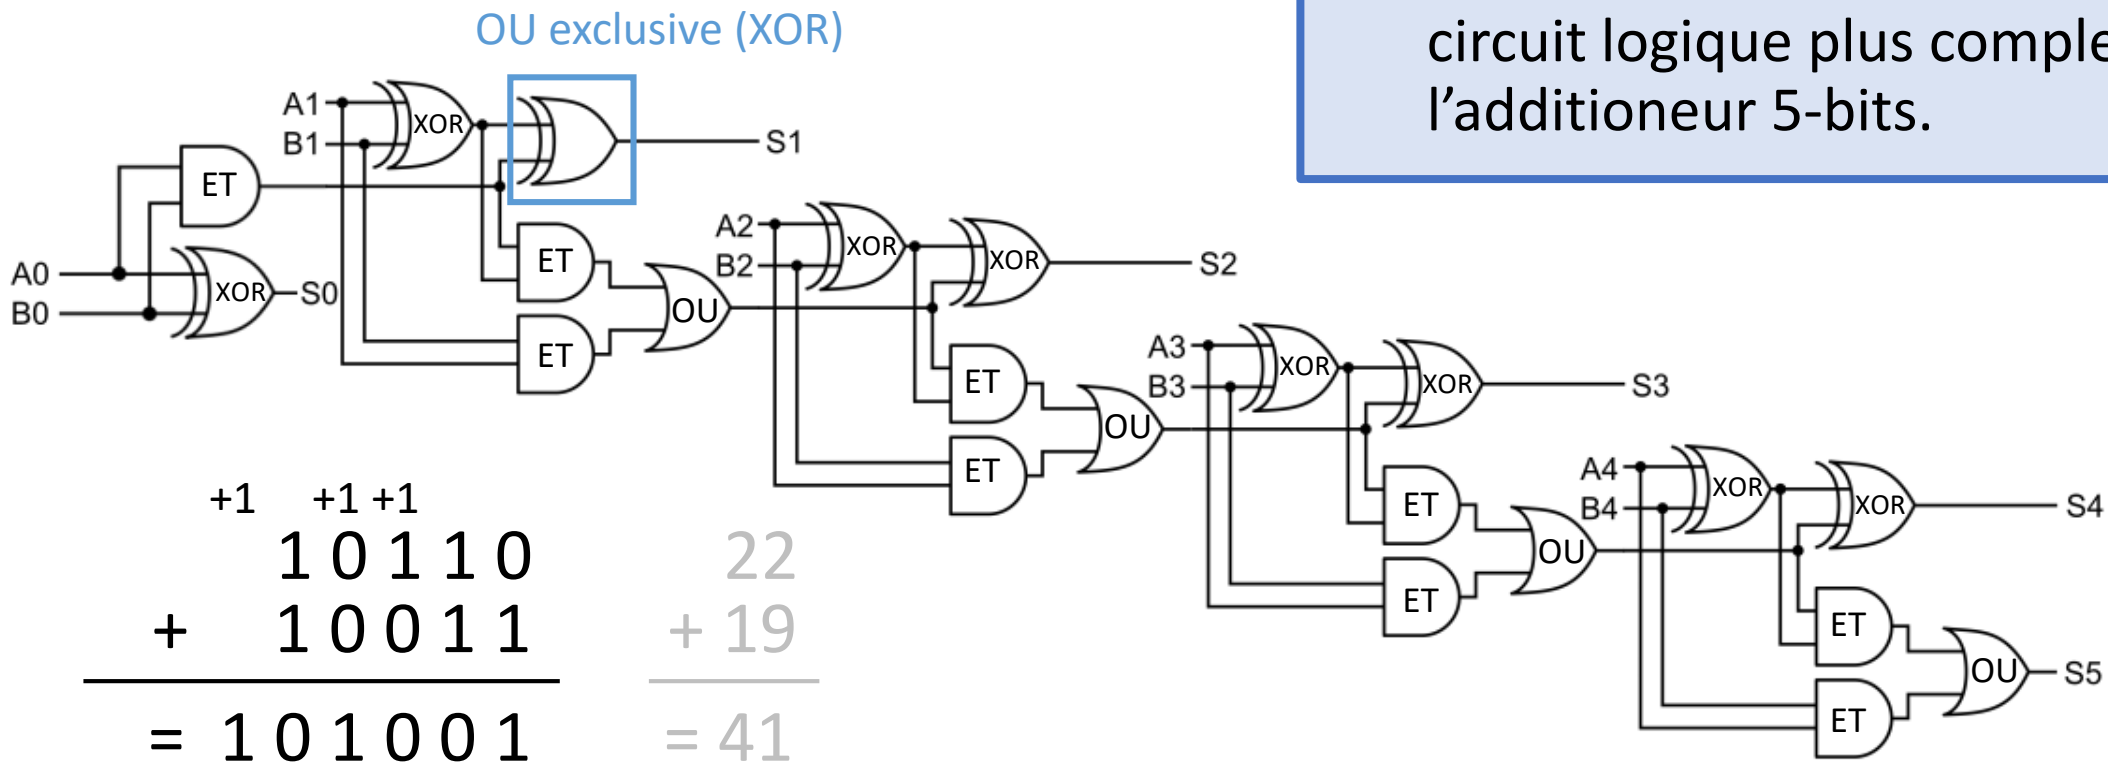 OU exclusive (XOR)
circuit logique plus comple
l’additioneur 5-bits.
A1
B1
XOR
S1
ET
A0
B0
XOR
S0
ET
ET
OU
A2
B2
XOR
XOR
S2
ET
ET
OU
A3
B3
XOR
XOR
S3
ET
ET
OU
A4
B4
XOR
XOR
S4
ET
ET
OU
S5
+1 +1 +1
1 0 1 1 0
+ 1 0 0 1 1
= 1 0 1 0 0 1
22
+ 19
= 41